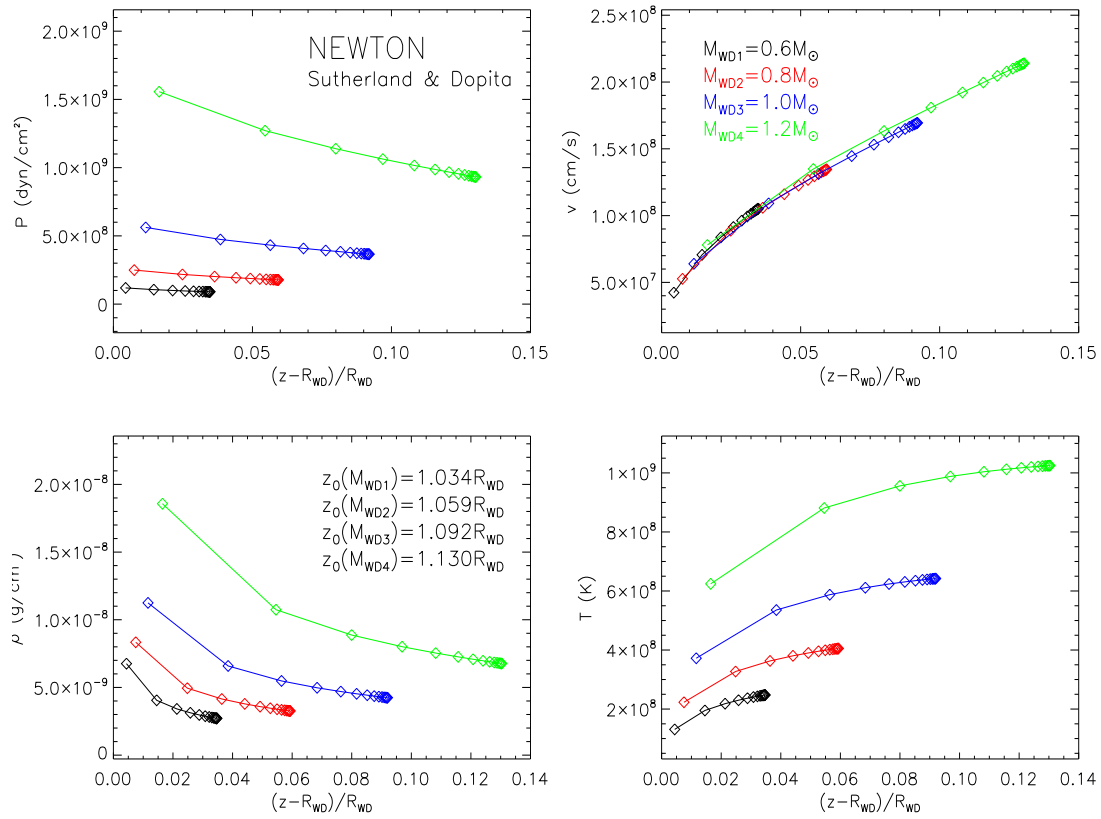 2.0×10⁹
1.5×10⁹
1.0×10⁹
5.0×10⁸
0
P (dyn/cm²)
NEWTON
Sutherland & Dopita
0.00 0.05 0.10 0.15
(z-R_WD)/R_WD
2.5×10⁸
2.0×10⁸
1.5×10⁸
1.0×10⁸
5.0×10⁷
v (cm/s)
M_WD1=0.6M_⊙
M_WD2=0.8M_⊙
M_WD3=1.0M_⊙
M_WD4=1.2M_⊙
0.00 0.05 0.10 0.15
(z-R_WD)/R_WD
2.0×10⁻⁸
1.5×10⁻⁸
1.0×10⁻⁸
5.0×10⁻⁹
0
z₀(M_WD1)=1.034R_WD
z₀(M_WD2)=1.059R_WD
z₀(M_WD3)=1.092R_WD
z₀(M_WD4)=1.130R_WD
0.00 0.02 0.04 0.06 0.08 0.10 0.12 0.14
(z-R_WD)/R_WD
1×10⁹
8×10⁸
6×10⁸
4×10⁸
2×10⁸
T (K)
0.00 0.02 0.04 0.06 0.08 0.10 0.12 0.14
(z-R_WD)/R_WD